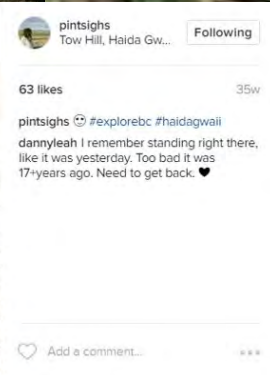 pintsighs
Tow Hill, Haida Gw...
Following
63 likes
35w
pintsighs 🙂 #explorebc #haidagwaii
dannyleah I remember standing right there,
like it was yesterday. Too bad it was
17+years ago. Need to get back. ♥
Add a comment...